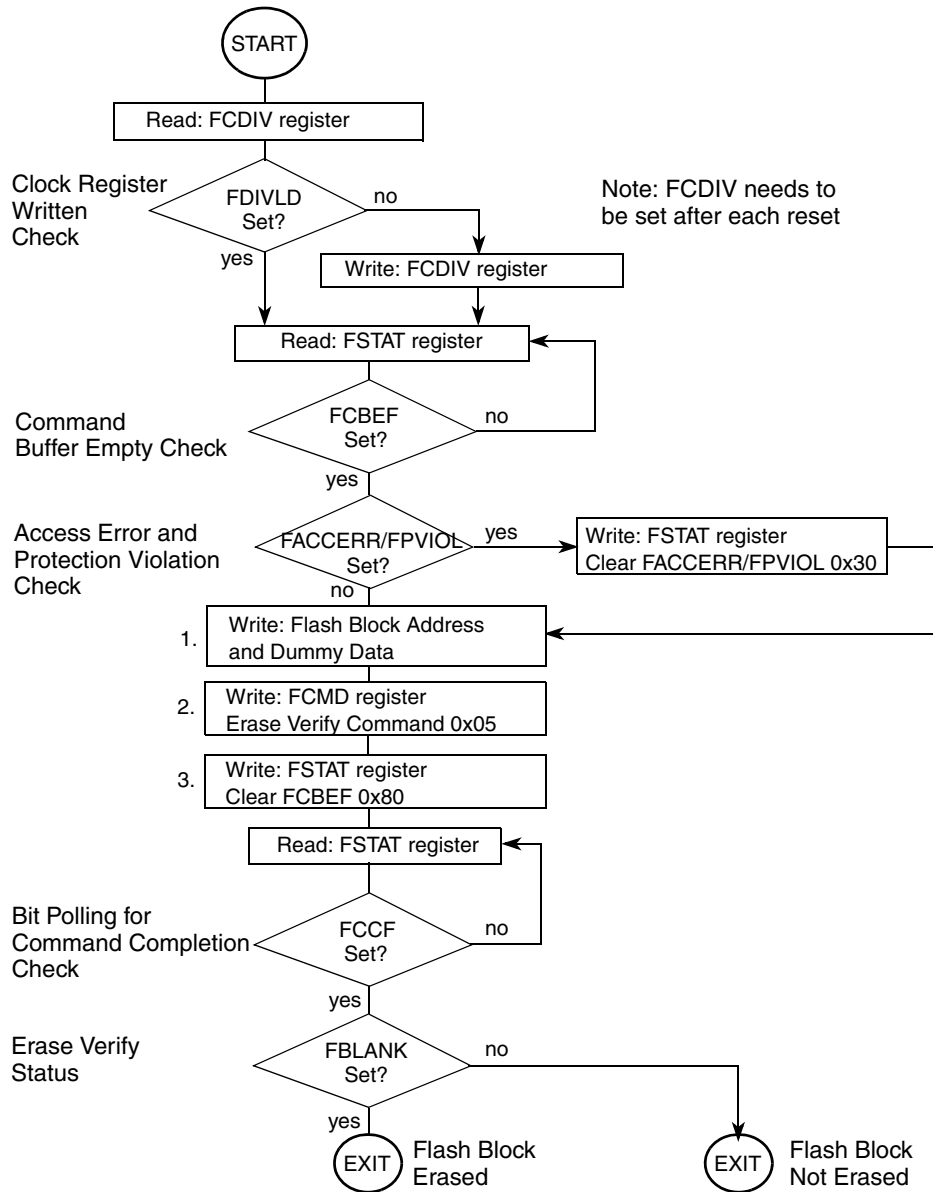 START
Read: FCDIV register
Clock Register
Written
Check
FDIVLD
Set?
no
yes
Note: FCDIV needs to
be set after each reset
Write: FCDIV register
Read: FSTAT register
Command
Buffer Empty Check
FCBEF
Set?
no
yes
Access Error and
Protection Violation
Check
FACCERR/FPVIOL
Set?
yes
no
Write: FSTAT register
Clear FACCERR/FPVIOL 0x30
1.
Write: Flash Block Address
and Dummy Data
2.
Write: FCMD register
Erase Verify Command 0x05
3.
Write: FSTAT register
Clear FCBEF 0x80
Read: FSTAT register
Bit Polling for
Command Completion
Check
FCCF
Set?
no
yes
Erase Verify
Status
FBLANK
Set?
no
yes
EXIT
Flash Block
Erased
EXIT
Flash Block
Not Erased